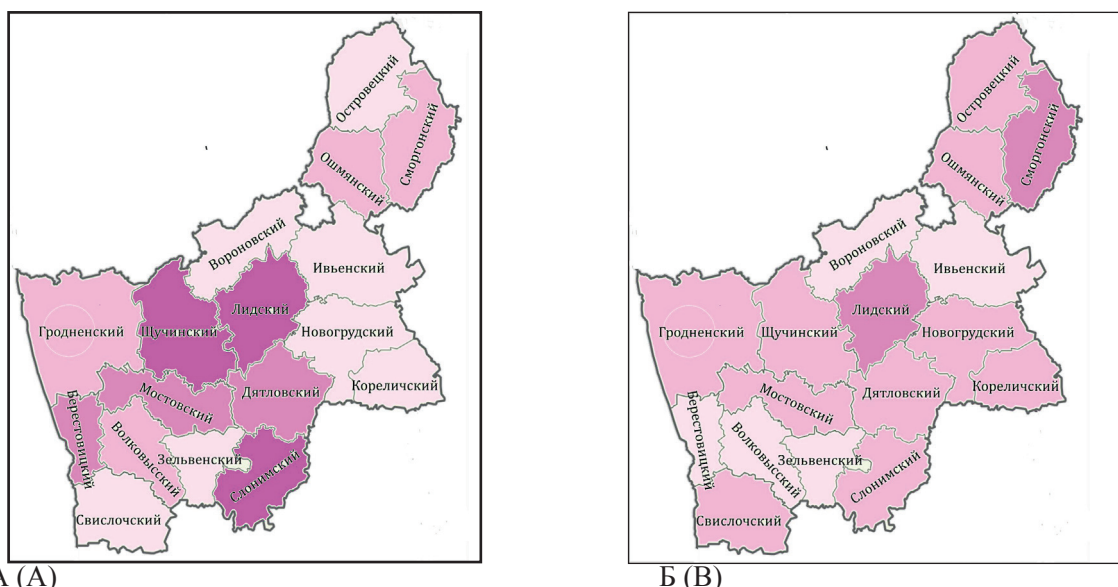 Островецкий
Сморгонский
Ошмянский
Вороновский
Ивьенский
Лидский
Гродненский
Щучинский
Новогрудский
Кореличский
Дятловский
Мостовский
Берестовицкий
Волковысский
Зельвенский
Слонимский
Свислочский
А (A)
Островецкий
Сморгонский
Ошмянский
Вороновский
Ивьенский
Лидский
Гродненский
Щучинский
Новогрудский
Кореличский
Дятловский
Мостовский
Берестовицкий
Волковысский
Зельвенский
Слонимский
Свислочский
Б (B)